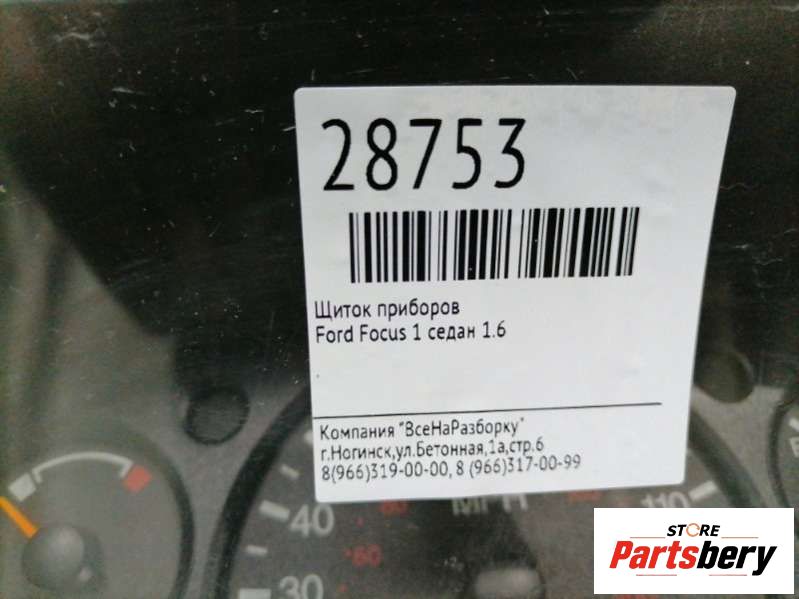 28753
Щиток приборов
Ford Focus 1 седан 1.6
Компания "ВсеНаРазборку"
г.Ногинск,ул.Бетонная,1а,стр.6
8(966)319-00-00, 8 (966)317-00-99
40
60
30
MPH
110
STORE
Partsbery